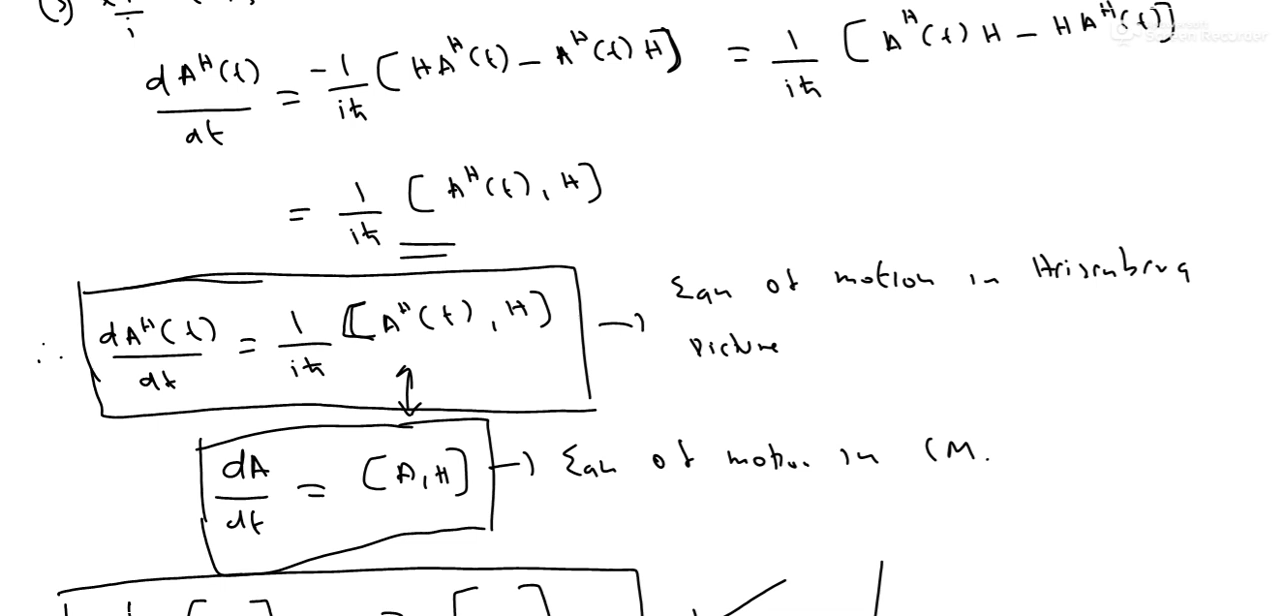 dA^H(t)/dt = -1/iħ [HA^H(t) - A^H(t)H] = 1/iħ [A^H(t)H - HA^H(t)]
= 1/iħ [A^H(t), H]
∴ dA^H(t)/dt = 1/iħ [A^H(t), H] → Eqn of motion in Heisenberg
Picture
↕
dA/dt = [A, H] → Eqn of motion in CM.